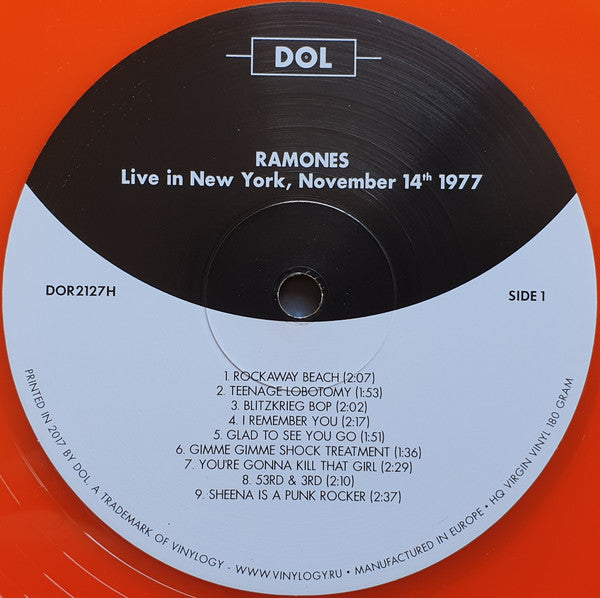 DOL
RAMONES
Live in New York, November 14th 1977
DOR2127H
SIDE 1
1. ROCKAWAY BEACH (2:07)
2. TEENAGE LOBOTOMY (1:53)
3. BLITZKRIEG BOP (2:02)
4. I REMEMBER YOU (2:17)
5. GLAD TO SEE YOU GO (1:51)
6. GIMME GIMME SHOCK TREATMENT (1:36)
7. YOU'RE GONNA KILL THAT GIRL (2:29)
8. 53RD & 3RD (2:10)
9. SHEENA IS A PUNK ROCKER (2:37)
PRINTED IN 2017 BY DOL. A TRADEMARK OF VINYLOGY - WWW.VINYLOGY.RU • MANUFACTURED IN EUROPE • HQ VIRGIN VINYL 180 GRAM